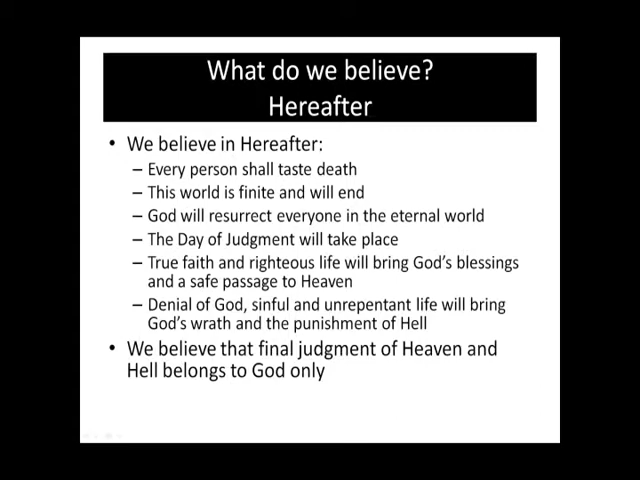 What do we believe?
Hereafter
• We believe in Hereafter:
– Every person shall taste death
– This world is finite and will end
– God will resurrect everyone in the eternal world
– The Day of Judgment will take place
– True faith and righteous life will bring God's blessings
and a safe passage to Heaven
– Denial of God, sinful and unrepentant life will bring
God's wrath and the punishment of Hell
• We believe that final judgment of Heaven and
Hell belongs to God only